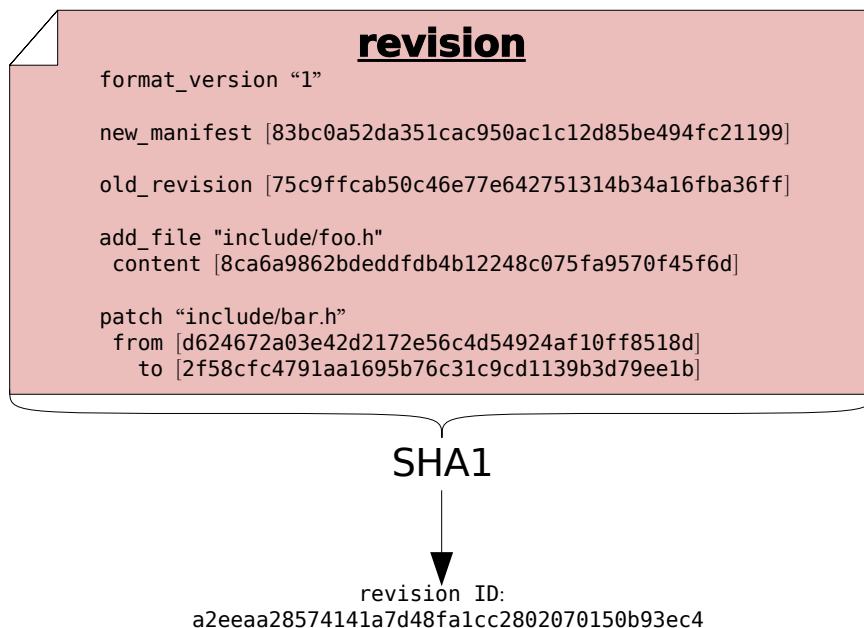 revision
format_version “1”
new_manifest [83bc0a52da351cac950ac1c12d85be494fc21199]
old_revision [75c9ffcab50c46e77e642751314b34a16fba36ff]
add_file "include/foo.h"
content [8ca6a9862bdeddfdb4b12248c075fa9570f45f6d]
patch “include/bar.h”
from [d624672a03e42d2172e56c4d54924af10ff8518d]
to [2f58cfc4791aa1695b76c31c9cd1139b3d79ee1b]
SHA1
revision ID:
a2eeaa28574141a7d48fa1cc2802070150b93ec4